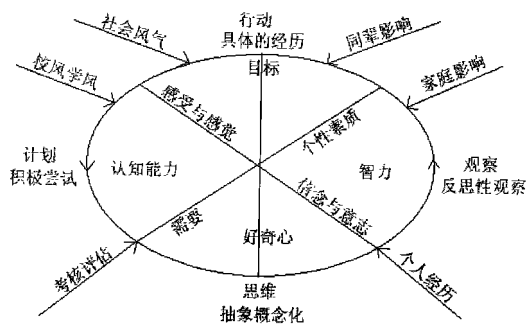 行动
具体的经历
目标
社会风气
校风学风
同辈影响
家庭影响
感受与感觉
个性素质
计划
积极尝试
认知能力
智力
观察
反思性观察
需要
好奇心
信念与意志
考核评估
个人经历
思维
抽象概念化